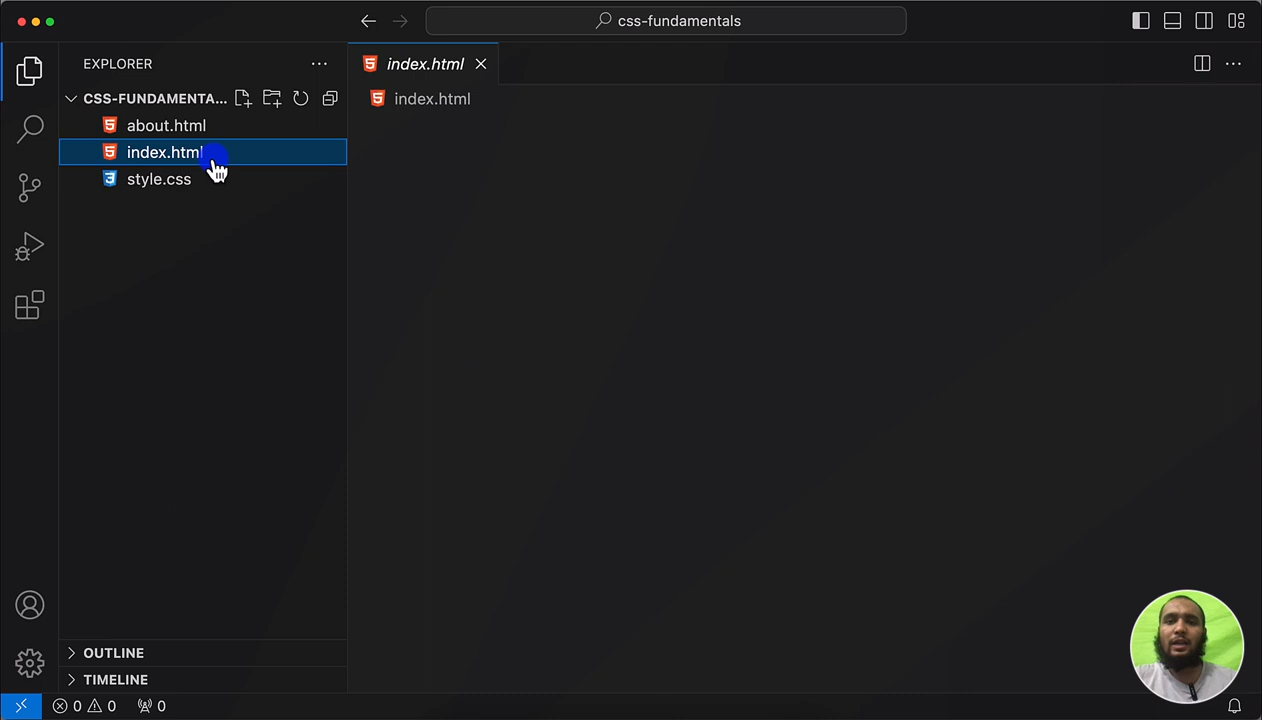 css-fundamentals
EXPLORER
index.html
CSS-FUNDAMENTA...
index.html
about.html
index.html
style.css
OUTLINE
TIMELINE
0 0 0